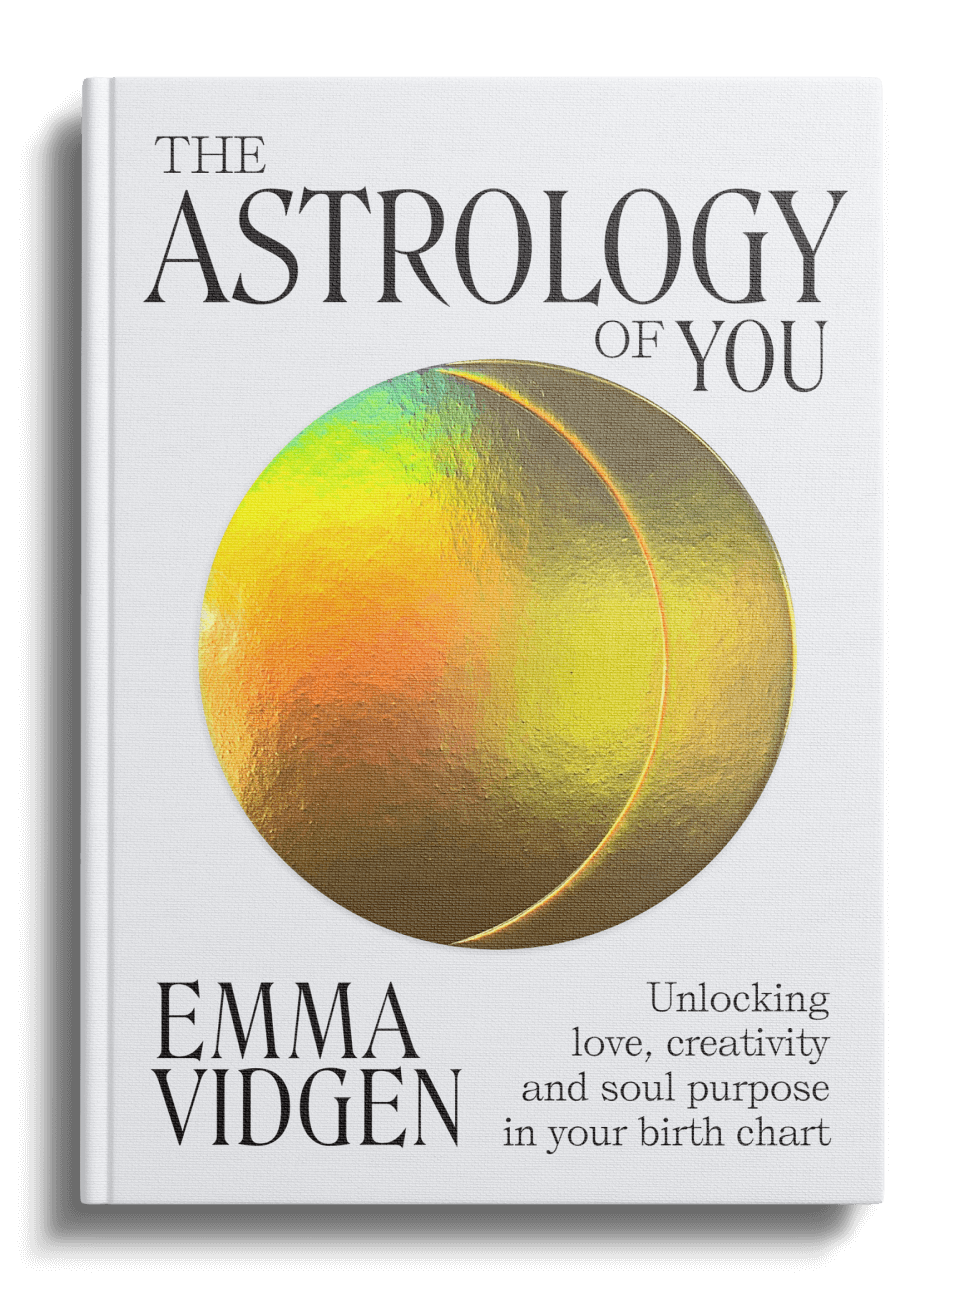 THE
ASTROLOGY
OF YOU
EMMA
VIDGEN
Unlocking
love, creativity
and soul purpose
in your birth chart